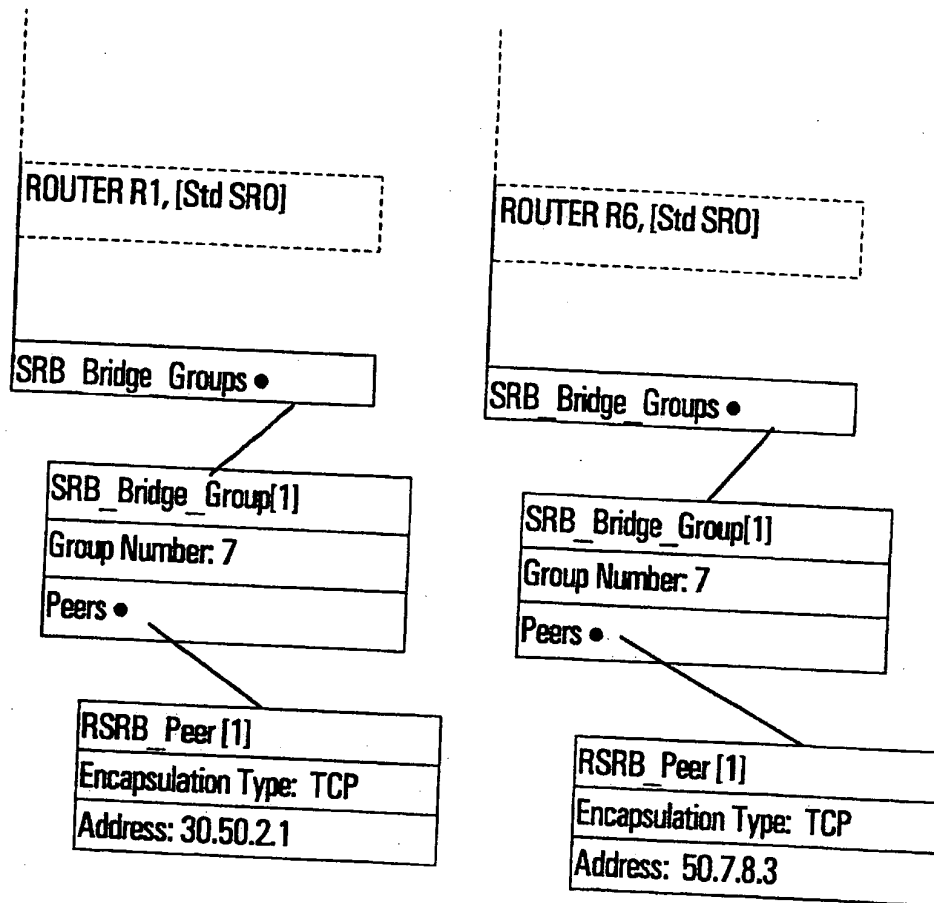 ROUTER R1, [Std SRO]
SRB_Bridge_Groups
SRB_Bridge_Group[1]
Group Number: 7
Peers
RSRB_Peer [1]
Encapsulation Type: TCP
Address: 30.50.2.1
ROUTER R6, [Std SRO]
SRB_Bridge_Groups
SRB_Bridge_Group[1]
Group Number: 7
Peers
RSRB_Peer [1]
Encapsulation Type: TCP
Address: 50.7.8.3